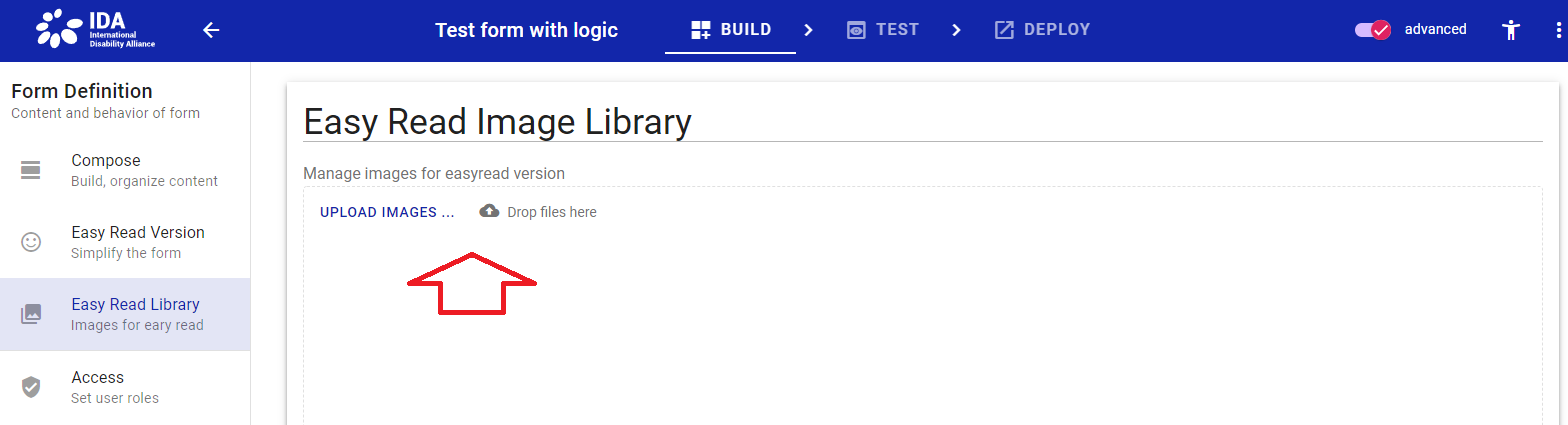 IDA
International
Disability Alliance
Test form with logic
BUILD
TEST
DEPLOY
advanced
Form Definition
Content and behavior of form
Compose
Build, organize content
Easy Read Version
Simplify the form
Easy Read Library
Images for eary read
Access
Set user roles
Easy Read Image Library
Manage images for easyread version
UPLOAD IMAGES ...
Drop files here